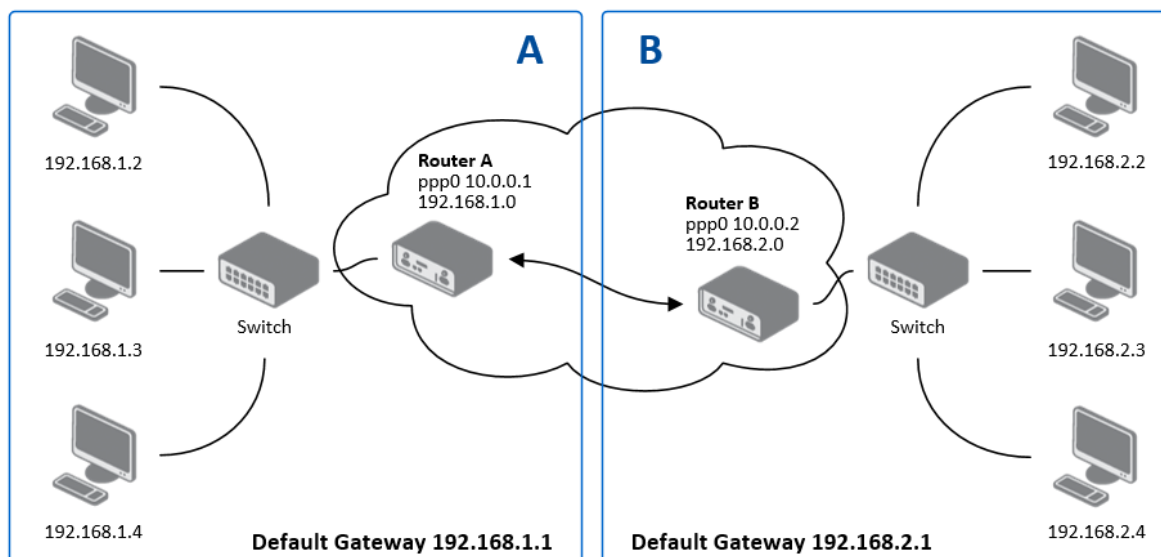 A
B
192.168.1.2
Router A
ppp0 10.0.0.1
192.168.1.0
Router B
ppp0 10.0.0.2
192.168.2.0
192.168.2.2
Switch
Switch
192.168.1.3
192.168.2.3
192.168.1.4
Default Gateway 192.168.1.1
Default Gateway 192.168.2.1
192.168.2.4